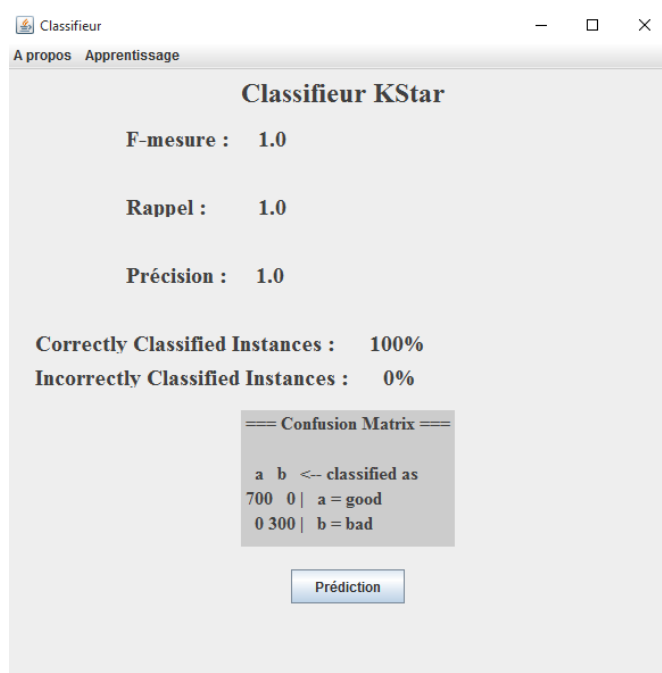 Classifieur
A propos Apprentissage
Classifieur KStar
F-mesure : 1.0
Rappel : 1.0
Précision : 1.0
Correctly Classified Instances : 100%
Incorrectly Classified Instances : 0%
=== Confusion Matrix ===
a b <-- classified as
700 0 | a = good
0 300 | b = bad
Prédiction